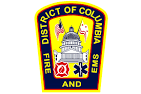 DISTRICT OF COLUMBIA
FIRE
AND
EMS